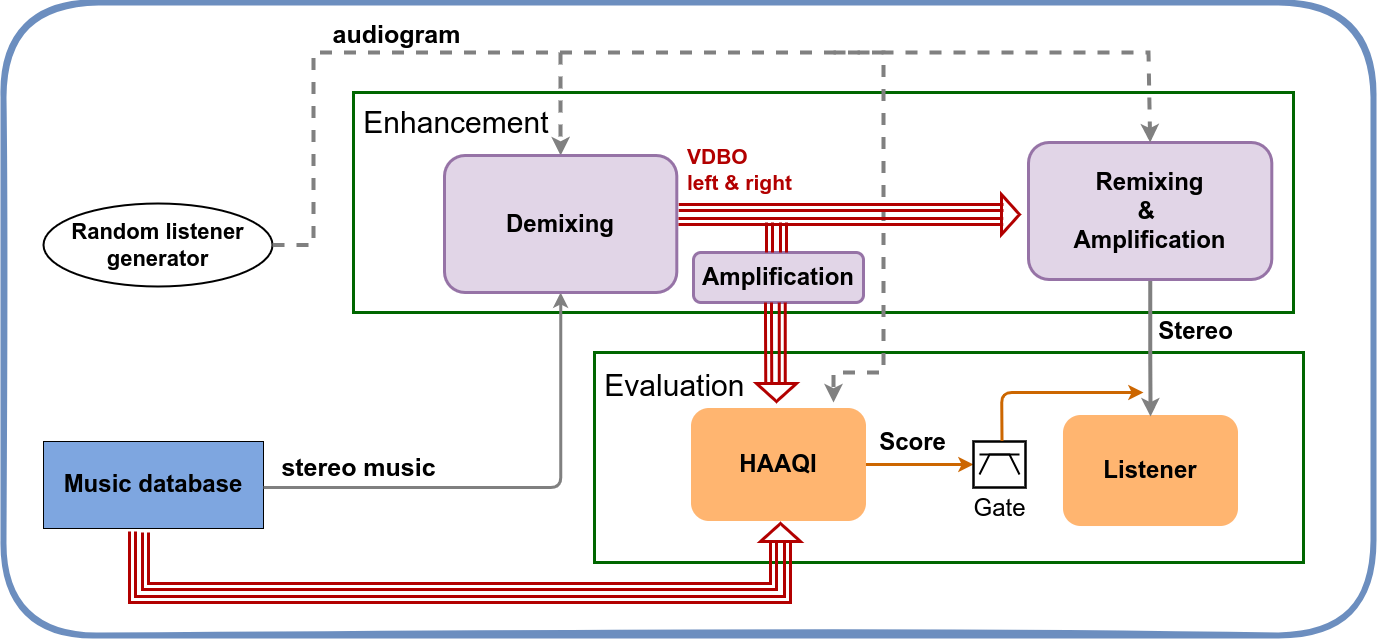 audiogram
Enhancement
VDBO
left & right
Demixing
Remixing
&
Amplification
Random listener
generator
Amplification
Stereo
Evaluation
Score
HAAQI
Listener
stereo music
Music database
Gate